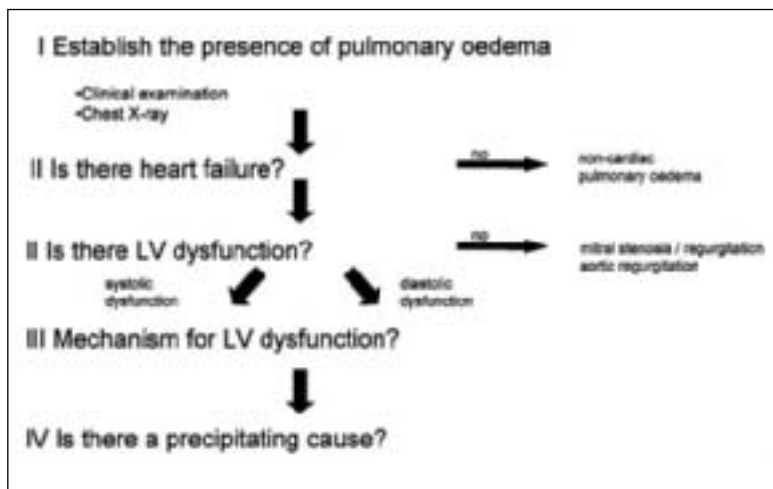 I Establish the presence of pulmonary oedema
•Clinical examination
•Chest X-ray
II Is there heart failure?
no
non-cardiac
pulmonary oedema
II Is there LV dysfunction?
no
mitral stenosis / regurgitation
aortic regurgitation
systolic
dysfunction
diastolic
dysfunction
III Mechanism for LV dysfunction?
IV Is there a precipitating cause?